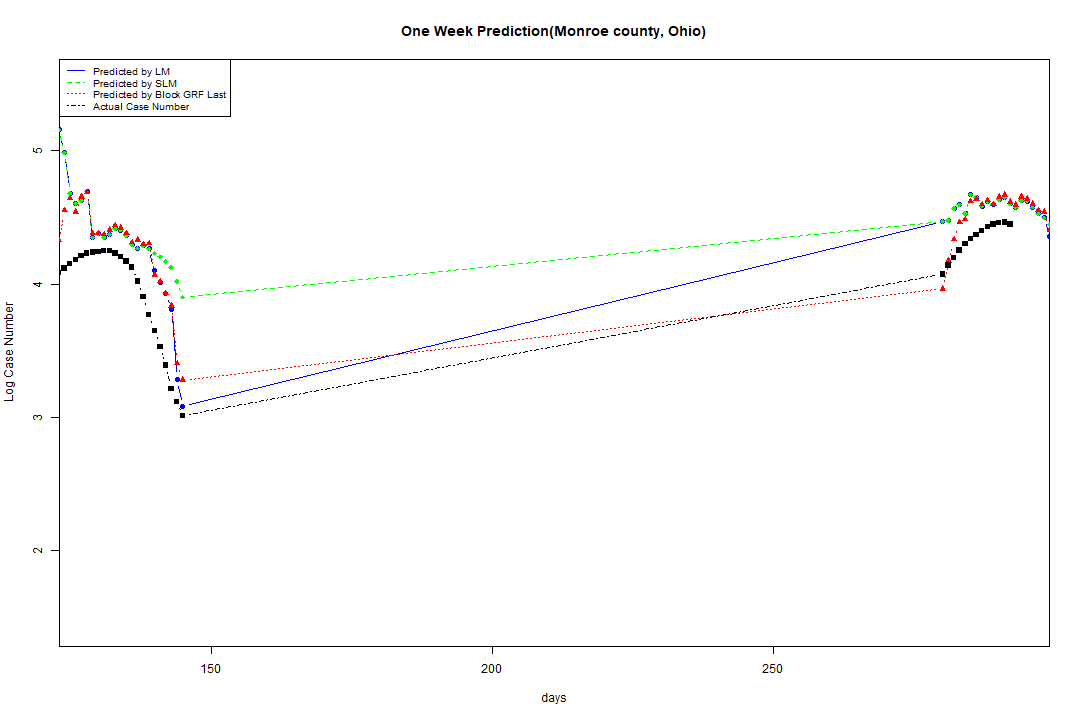 One Week Prediction(Monroe county, Ohio)
Predicted by LM
Predicted by SLM
Predicted by Block GRF Last
Actual Case Number
5
4
3
2
Log Case Number
150
200
250
days